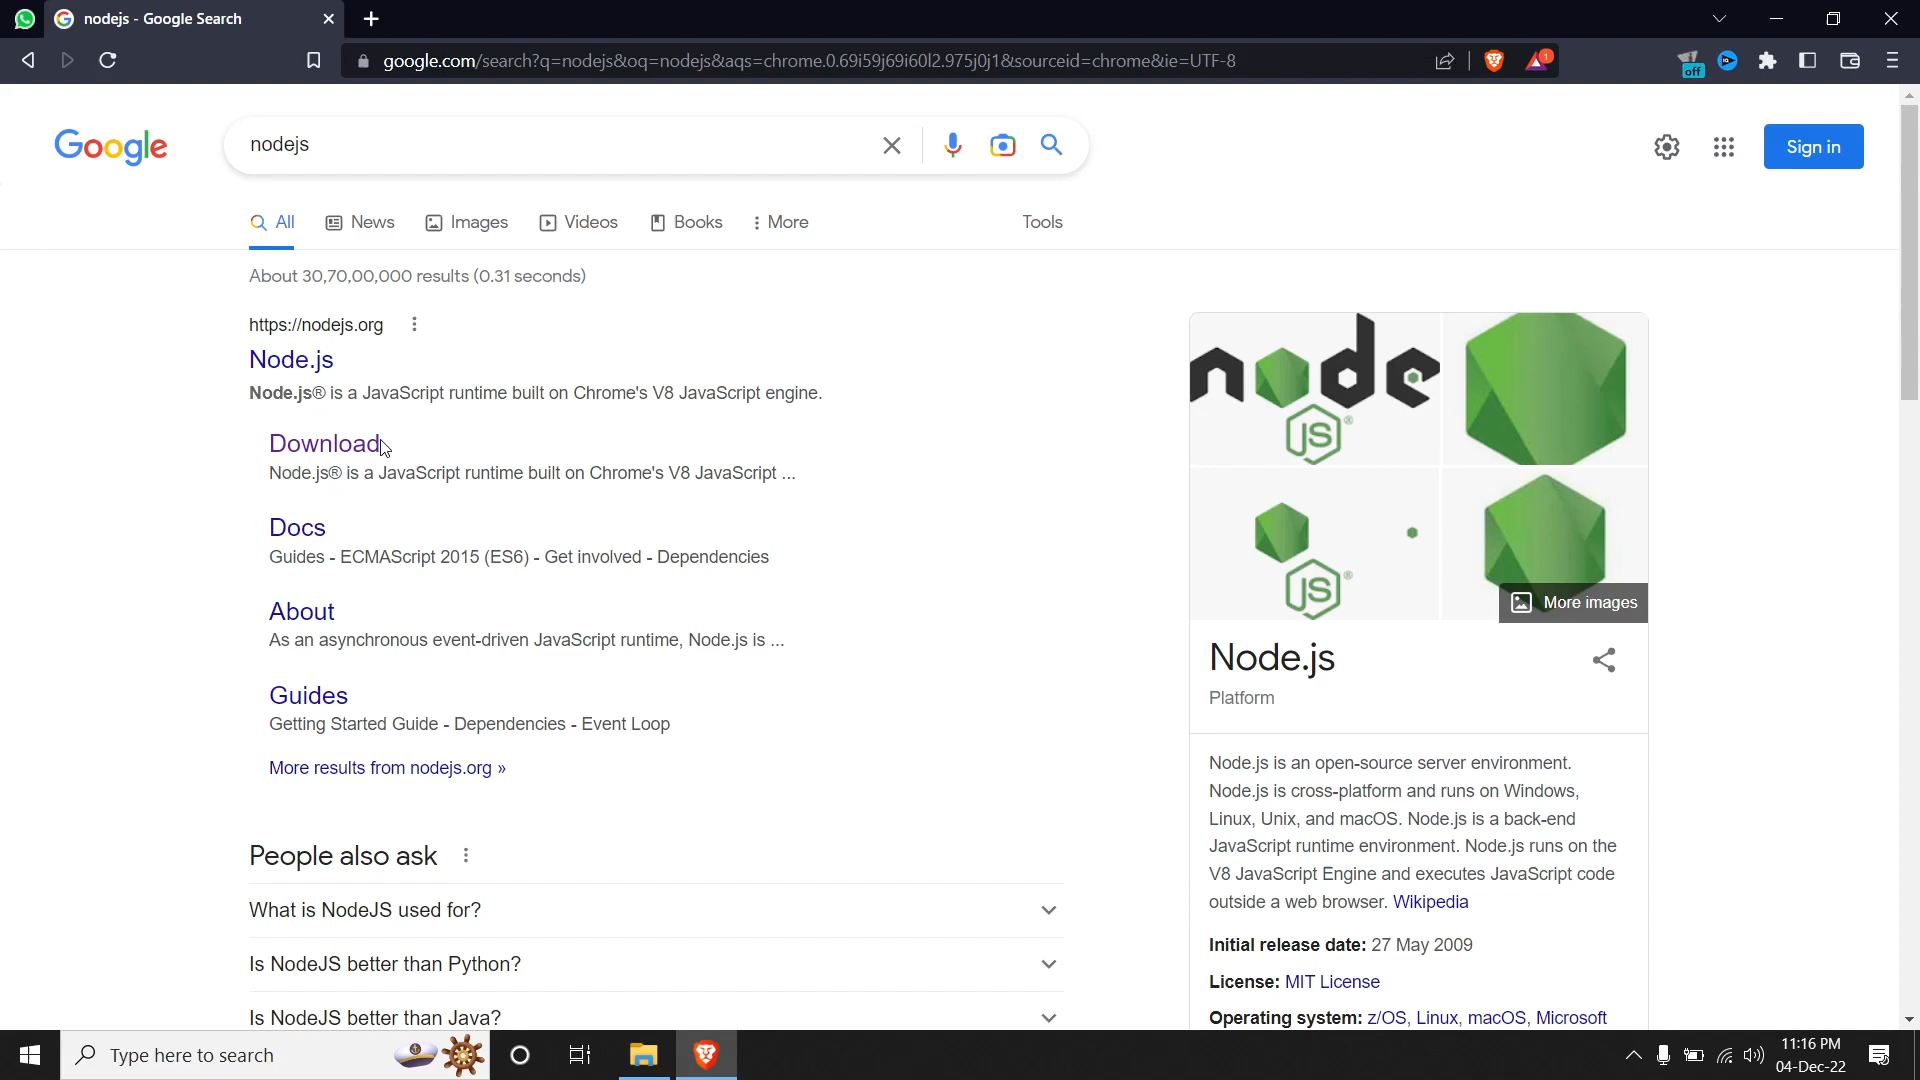 nodejs - Google Search
google.com/search?q=nodejs&oq=nodejs&aqs=chrome.0.69i59j69i60l2.975j0j1&sourceid=chrome&ie=UTF-8
1
off
Google
nodejs
Sign in
All
News
Images
Videos
Books
More
Tools
About 30,70,00,000 results (0.31 seconds)
https://nodejs.org
Node.js
Node.js® is a JavaScript runtime built on Chrome's V8 JavaScript engine.
Download
Node.js® is a JavaScript runtime built on Chrome's V8 JavaScript ...
Docs
Guides - ECMAScript 2015 (ES6) - Get involved - Dependencies
About
As an asynchronous event-driven JavaScript runtime, Node.js is ...
Guides
Getting Started Guide - Dependencies - Event Loop
More results from nodejs.org »
People also ask
What is NodeJS used for?
Is NodeJS better than Python?
Is NodeJS better than Java?
node
JS®
JS®
More images
Node.js
Platform
Node.js is an open-source server environment.
Node.js is cross-platform and runs on Windows,
Linux, Unix, and macOS. Node.js is a back-end
JavaScript runtime environment. Node.js runs on the
V8 JavaScript Engine and executes JavaScript code
outside a web browser. Wikipedia
Initial release date: 27 May 2009
License: MIT License
Operating system: z/OS, Linux, macOS, Microsoft
Type here to search
11:16 PM
04-Dec-22